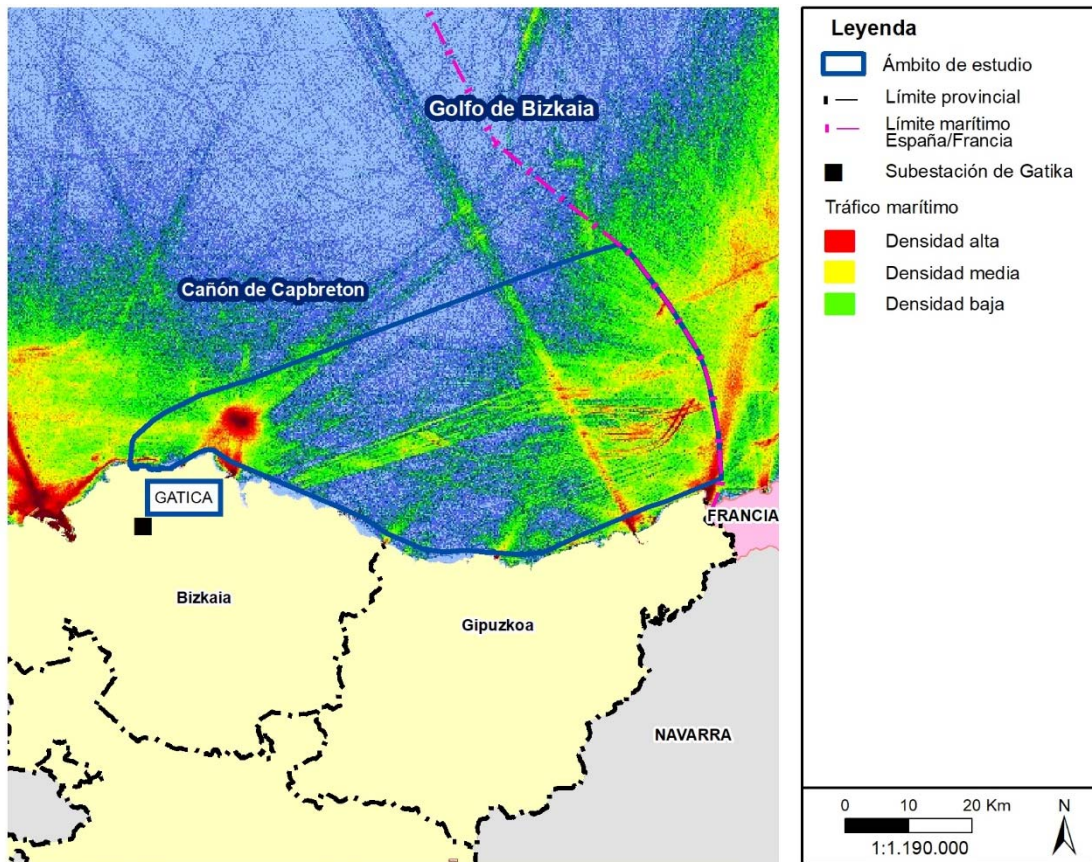 Golfo de Bizkaia
Cañón de Capbreton
GATICA
FRANCIA
Bizkaia
Gipuzkoa
NAVARRA
Leyenda
Ámbito de estudio
Límite provincial
Límite marítimo
España/Francia
Subestación de Gatika
Tráfico marítimo
Densidad alta
Densidad media
Densidad baja
0 10 20 Km
N
1:1.190.000